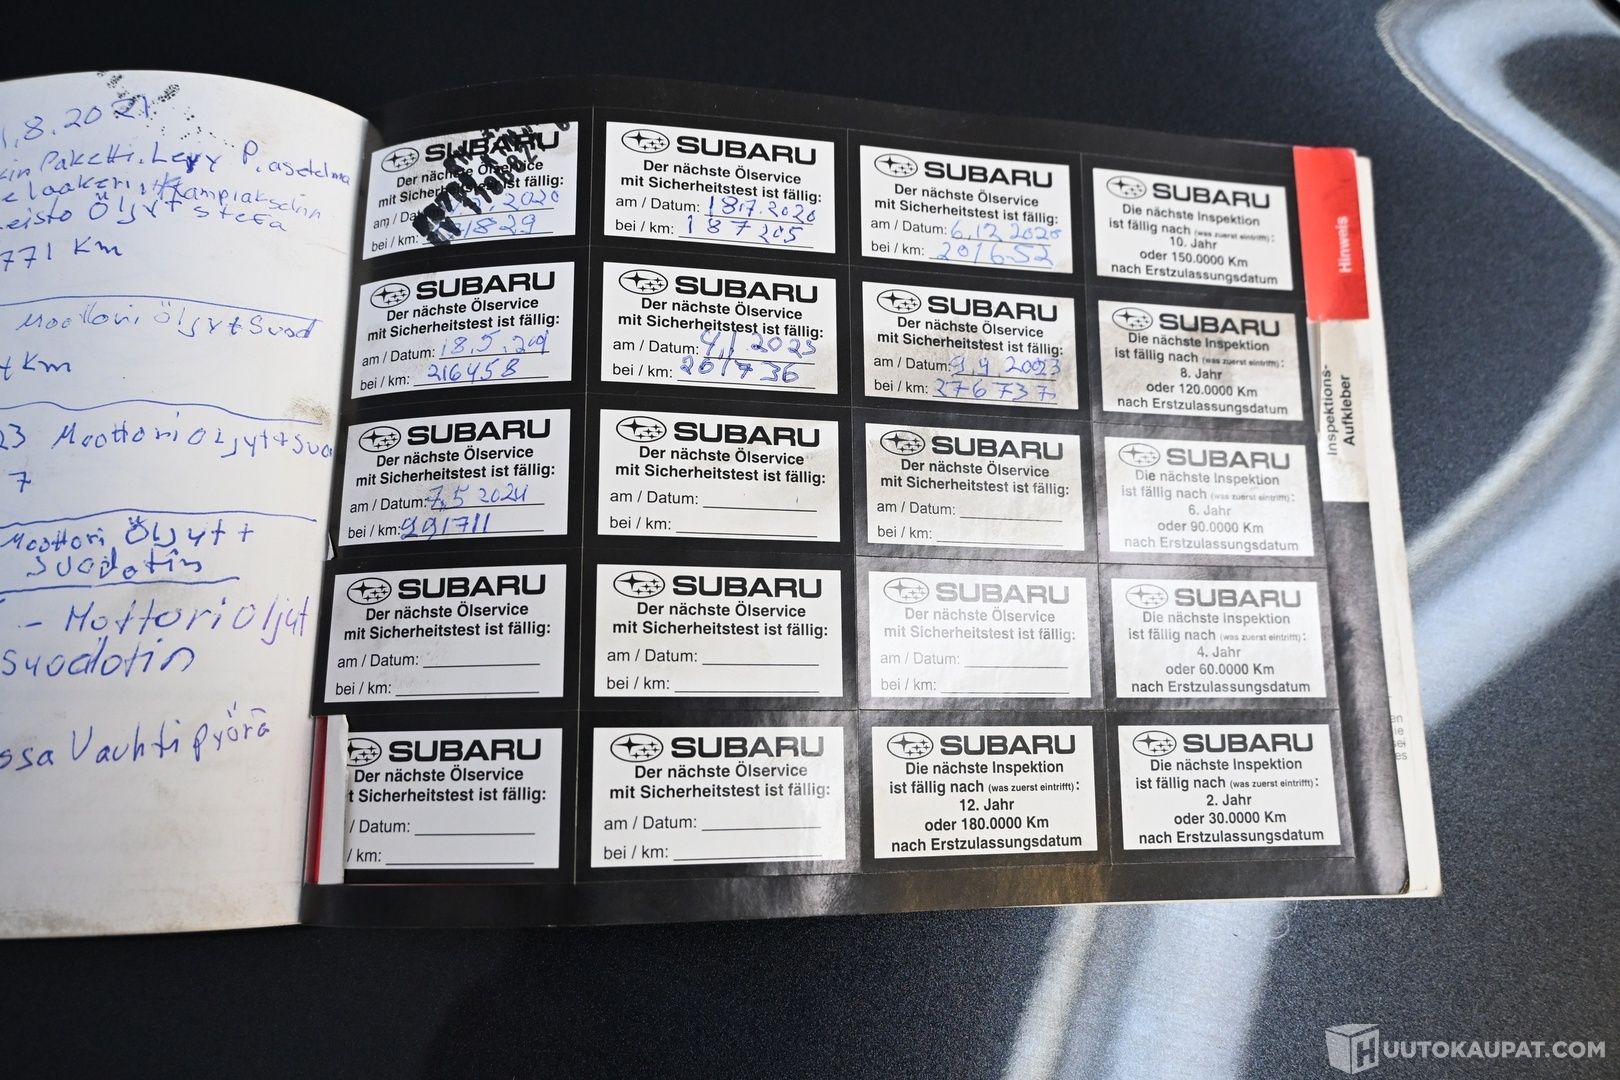 8.2021
Paketti. Levy P. asetelma
laakeri
Öljyt
771 Km
Moottori Öljyt + Suod
Km
23 Moottori Öljyt + Suo
7
Moottori Öljyt +
Suodatin
- Moottori Öljyt
Suodatin
ssa Vauhtipyörä
SUBARU
Der nächste Ölservice
mit Sicherheitstest ist fällig:
am / Datum: 2020
bei / km: 1829
SUBARU
Der nächste Ölservice
mit Sicherheitstest ist fällig:
am / Datum: 18.7.2020
bei / km: 187205
SUBARU
Der nächste Ölservice
mit Sicherheitstest ist fällig:
am / Datum: 6.12.2020
bei / km: 201652
SUBARU
Die nächste Inspektion
ist fällig nach (was zuerst eintrifft):
10. Jahr
oder 150.0000 Km
nach Erstzulassungsdatum
SUBARU
Der nächste Ölservice
mit Sicherheitstest ist fällig:
am / Datum: 18.5.
bei / km: 216458
SUBARU
Der nächste Ölservice
mit Sicherheitstest ist fällig:
am / Datum: 2023
bei / km: 261736
SUBARU
Der nächste Ölservice
mit Sicherheitstest ist fällig:
am / Datum: 9.4
bei / km: 276737
SUBARU
Die nächste Inspektion
ist fällig nach (was zuerst eintrifft):
8. Jahr
oder 120.0000 Km
nach Erstzulassungsdatum
SUBARU
Der nächste Ölservice
mit Sicherheitstest ist fällig:
am / Datum: 7.5 2024
bei / km: 291711
SUBARU
Der nächste Ölservice
mit Sicherheitstest ist fällig:
am / Datum:
bei / km:
SUBARU
Der nächste Ölservice
mit Sicherheitstest ist fällig:
am / Datum:
bei / km:
SUBARU
Die nächste Inspektion
ist fällig nach (was zuerst eintrifft):
6. Jahr
oder 90.0000 Km
nach Erstzulassungsdatum
SUBARU
Der nächste Ölservice
mit Sicherheitstest ist fällig:
am / Datum:
bei / km:
SUBARU
Der nächste Ölservice
mit Sicherheitstest ist fällig:
am / Datum:
bei / km:
SUBARU
Der nächste Ölservice
mit Sicherheitstest ist fällig:
am / Datum:
bei / km:
SUBARU
Die nächste Inspektion
ist fällig nach (was zuerst eintrifft):
4. Jahr
oder 60.0000 Km
nach Erstzulassungsdatum
SUBARU
Der nächste Ölservice
t Sicherheitstest ist fällig:
/ Datum:
/ km:
SUBARU
Der nächste Ölservice
mit Sicherheitstest ist fällig:
am / Datum:
bei / km:
SUBARU
Die nächste Inspektion
ist fällig nach (was zuerst eintrifft):
12. Jahr
oder 180.0000 Km
nach Erstzulassungsdatum
SUBARU
Die nächste Inspektion
ist fällig nach (was zuerst eintrifft):
2. Jahr
oder 30.0000 Km
nach Erstzulassungsdatum
Hinweis
Inspektions-
Aufkleber
HUUTOKAUPAT.COM